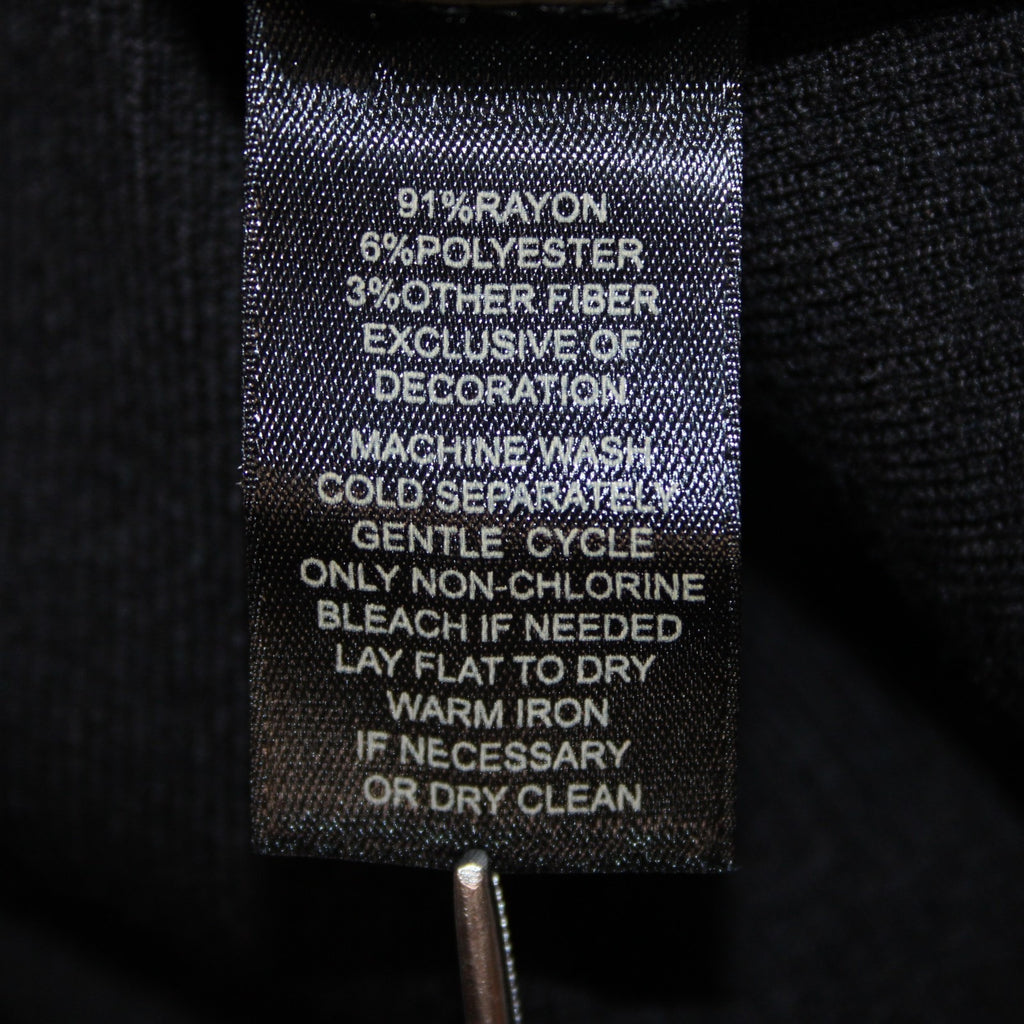 91%RAYON
6%POLYESTER
3%OTHER FIBER
EXCLUSIVE OF
DECORATION
MACHINE WASH
COLD SEPARATELY
GENTLE CYCLE
ONLY NON-CHLORINE
BLEACH IF NEEDED
LAY FLAT TO DRY
WARM IRON
IF NECESSARY
OR DRY CLEAN